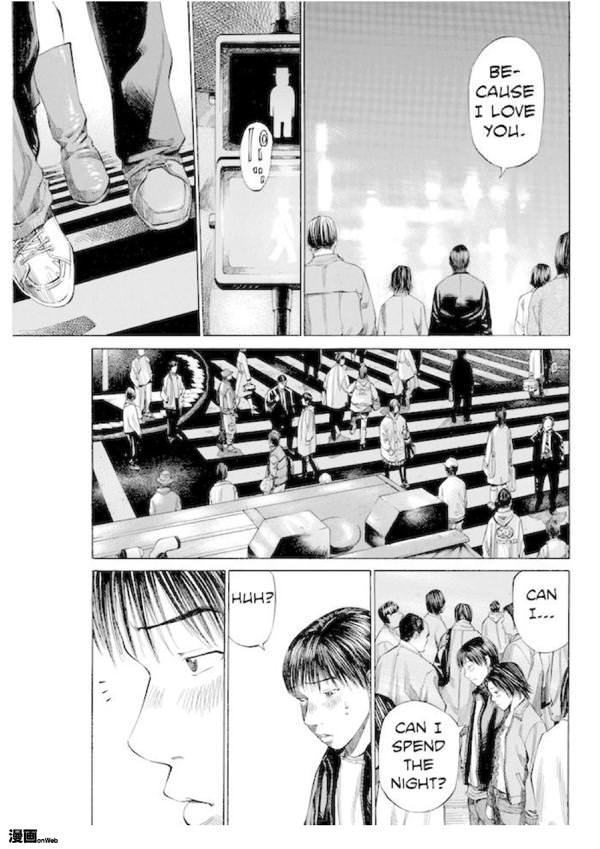 BE-
CAUSE
I LOVE
YOU.
CAN
I...
CAN I
SPEND
THE
NIGHT?
HUH?
漫画onWeb